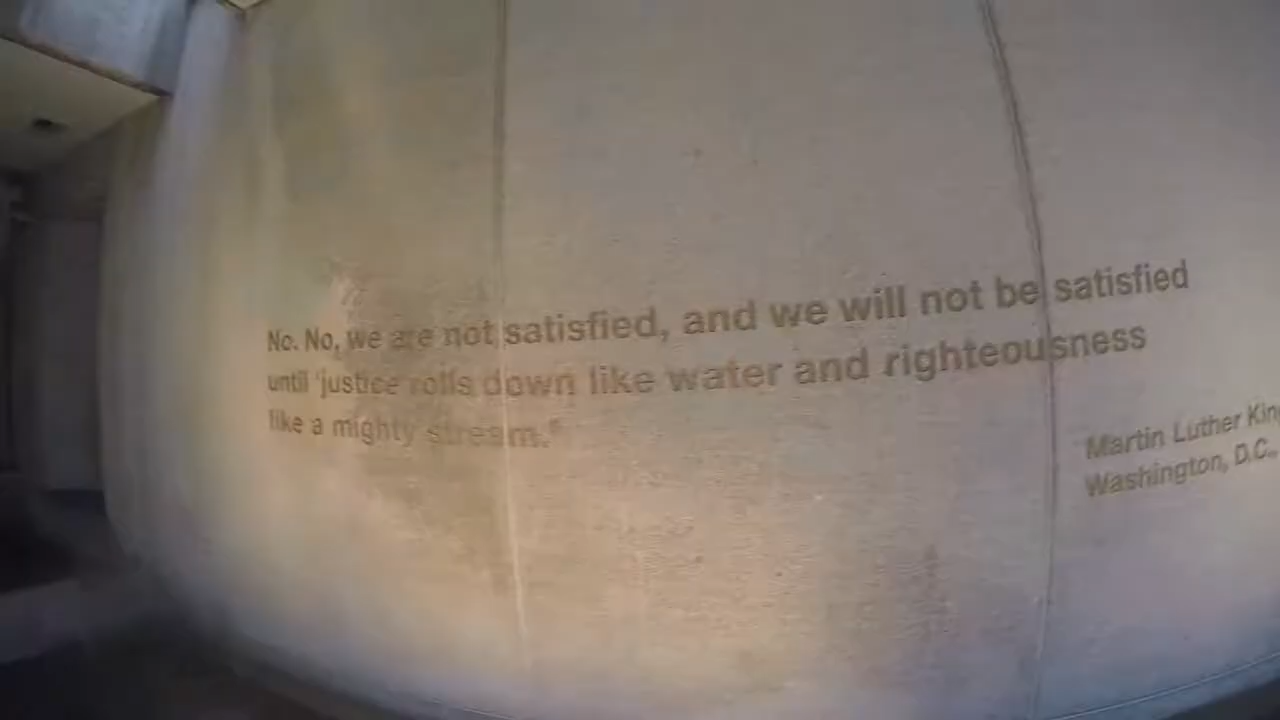 No. No, we are not satisfied, and we will not be satisfied
until 'justice rolls down like water and righteousness
like a mighty stream."
Martin Luther King
Washington, D.C.,